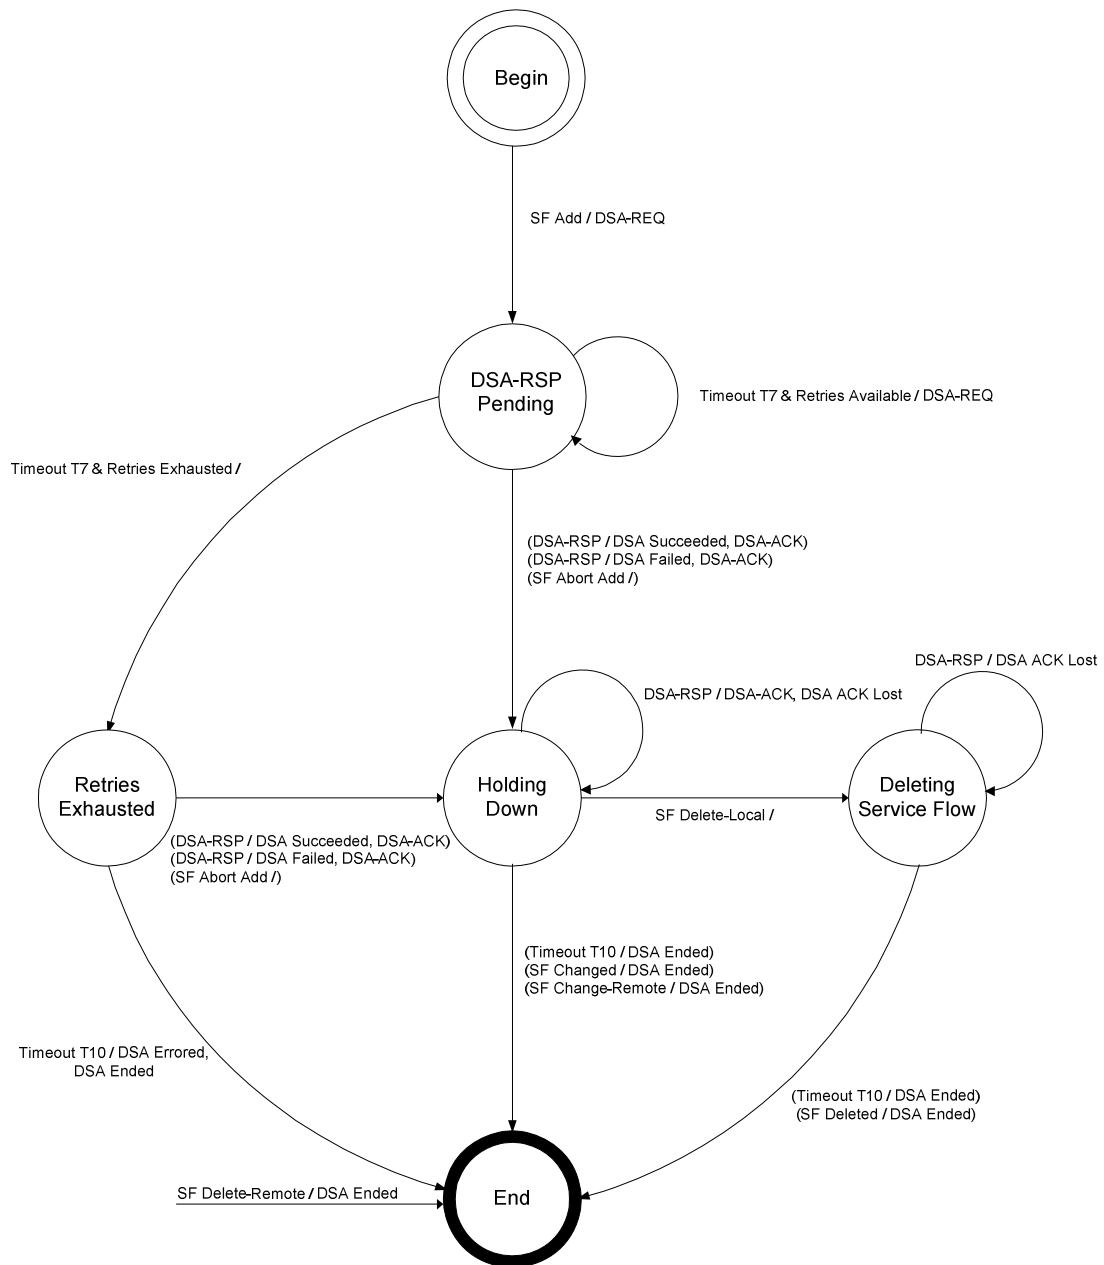 Begin
SF Add / DSA-REQ
DSA-RSP
Pending
Timeout T7 & Retries Available / DSA-REQ
Timeout T7 & Retries Exhausted /
(DSA-RSP / DSA Succeeded, DSA-ACK)
(DSA-RSP / DSA Failed, DSA-ACK)
(SF Abort Add /)
DSA-RSP / DSA ACK Lost
DSA-RSP / DSA-ACK, DSA ACK Lost
Retries
Exhausted
Holding
Down
Deleting
Service Flow
SF Delete-Local /
(DSA-RSP / DSA Succeeded, DSA-ACK)
(DSA-RSP / DSA Failed, DSA-ACK)
(SF Abort Add /)
(Timeout T10 / DSA Ended)
(SF Changed / DSA Ended)
(SF Change-Remote / DSA Ended)
Timeout T10 / DSA Errored,
DSA Ended
(Timeout T10 / DSA Ended)
(SF Deleted / DSA Ended)
SF Delete-Remote / DSA Ended
End